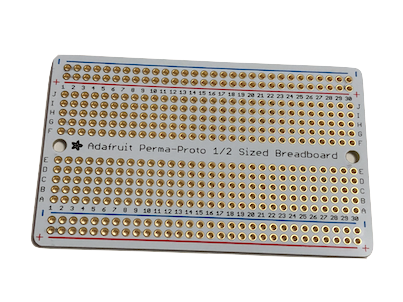 -
+ 1 2 3 4 5 6 7 8 9 10 11 12 13 14 15 16 17 18 19 20 21 22 23 24 25 26 27 28 29 30 +
J J
I I
H H
G G
F F
Adafruit Perma-Proto 1/2 Sized Breadboard
E E
D D
C C
B B
A A
1 2 3 4 5 6 7 8 9 10 11 12 13 14 15 16 17 18 19 20 21 22 23 24 25 26 27 28 29 30
+ +